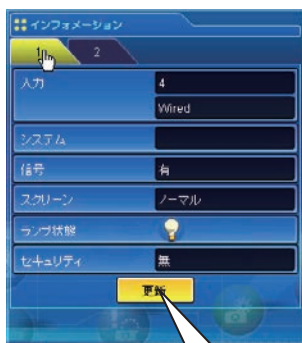 インフォメーション
1 2
入力 4
Wired
システム
信号 有
スクリーン ノーマル
ランプ状態
セキュリティ 無
更新